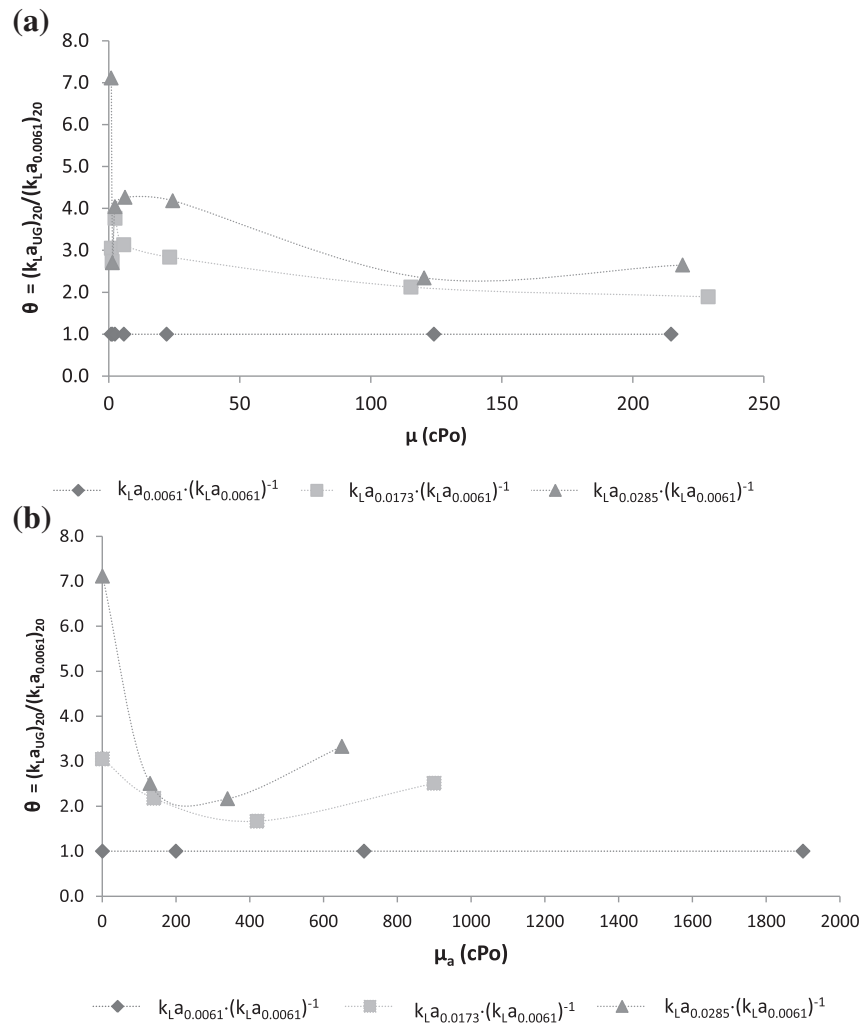 (a)
8.0
7.0
6.0
5.0
4.0
3.0
2.0
1.0
0.0
θ = (kLaUG)20/(kLa0.0061)20
0 50 100 150 200 250
μ (cPo)
kLa0.0061·(kLa0.0061)-1 kLa0.0173·(kLa0.0061)-1 kLa0.0285·(kLa0.0061)-1
(b)
8.0
7.0
6.0
5.0
4.0
3.0
2.0
1.0
0.0
θ = (kLaUG)20/(kLa0.0061)20
0 200 400 600 800 1000 1200 1400 1600 1800 2000
μa (cPo)
kLa0.0061·(kLa0.0061)-1 kLa0.0173·(kLa0.0061)-1 kLa0.0285·(kLa0.0061)-1